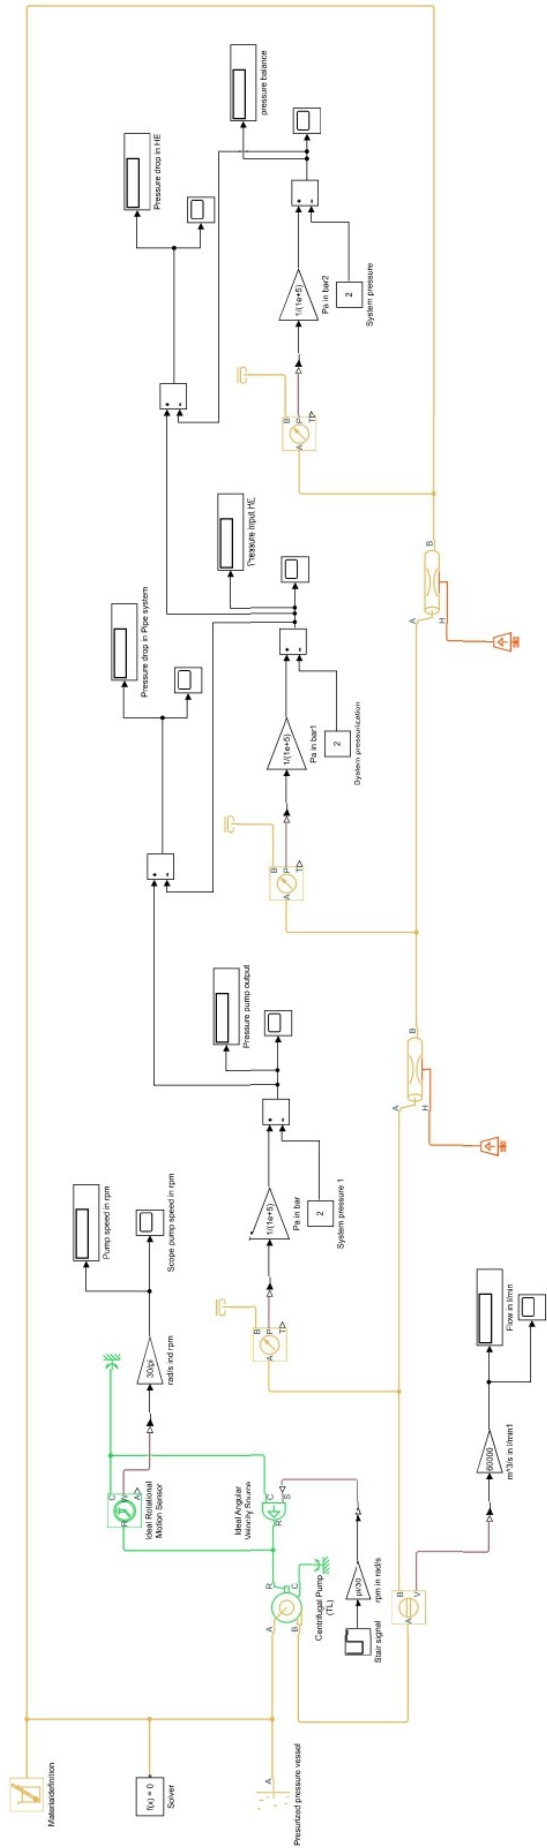 Materialdefinition
f(x) = 0
Solver
A
Pressurized pressure vessel
Pump speed in rpm
Scope pump speed in rpm
30/pi
rad/s ind rpm
C
R
W
A
Ideal Rotational
Motion Sensor
Ideal Angular
Velocity Source
R
C
S
A
B
R
C
Centrifugal Pump
(TL)
Stair signal
pi/30
rpm in rad/s
A
B
V
60000
m^3/s in l/min1
Flow in l/min
A
B
P
T
1/(1e+5)
Pa in bar
2
System pressure 1
+
-
Pressure pump output
A
B
H
+
-
Pressure drop in Pipe system
A
B
P
T
1/(1e+5)
Pa in bar1
2
System pressurization
+
-
Pressure input HE
A
B
H
+
-
Pressure drop in HE
A
B
P
T
1/(1e+5)
Pa in bar2
2
System pressure
+
-
pressure balance